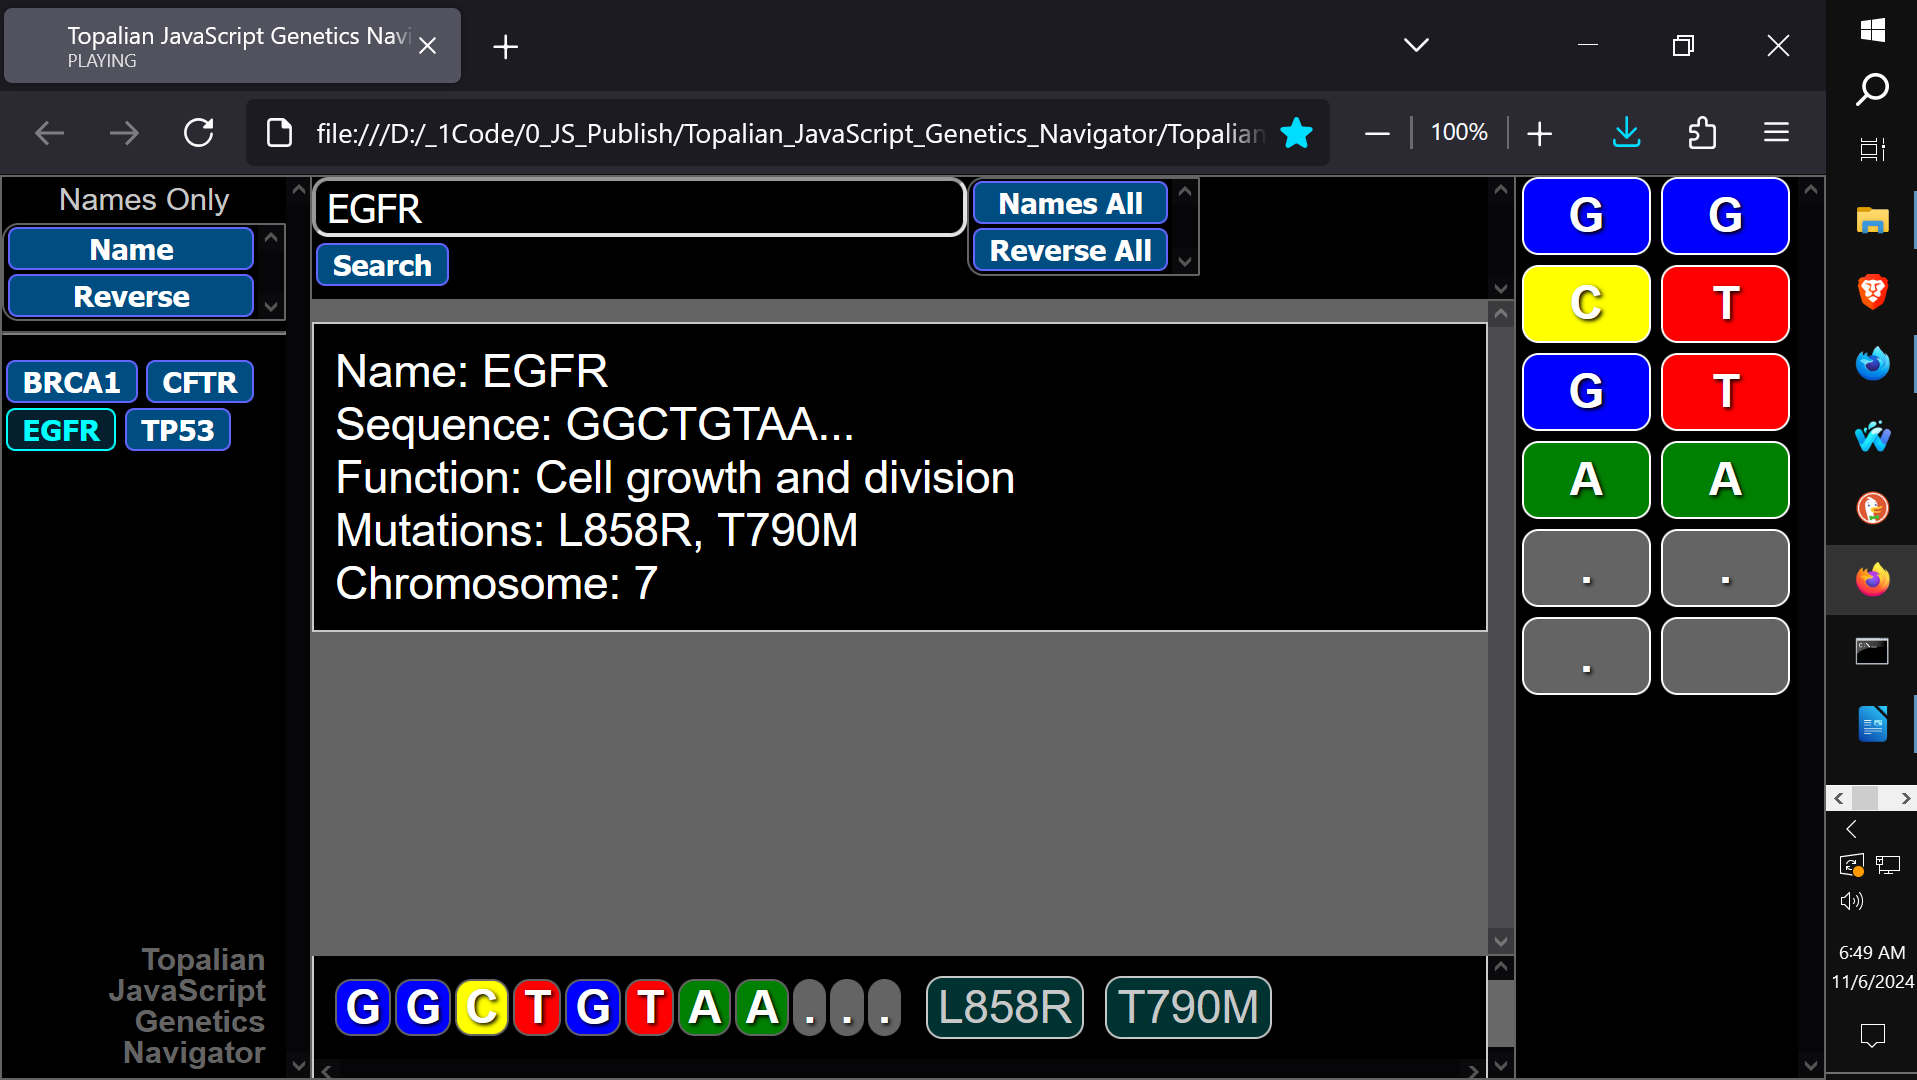 Topalian JavaScript Genetics Navi
PLAYING
file:///D:/_1Code/0_JS_Publish/Topalian_JavaScript_Genetics_Navigator/Topalian
100%
Names Only
Name
Reverse
BRCA1 CFTR
EGFR TP53
Topalian
JavaScript
Genetics
Navigator
EGFR
Search
Names All
Reverse All
Name: EGFR
Sequence: GGCTGTAA...
Function: Cell growth and division
Mutations: L858R, T790M
Chromosome: 7
G G C T G T A A . . . L858R T790M
G G
C T
G T
A A
. .
.
6:49 AM
11/6/2024